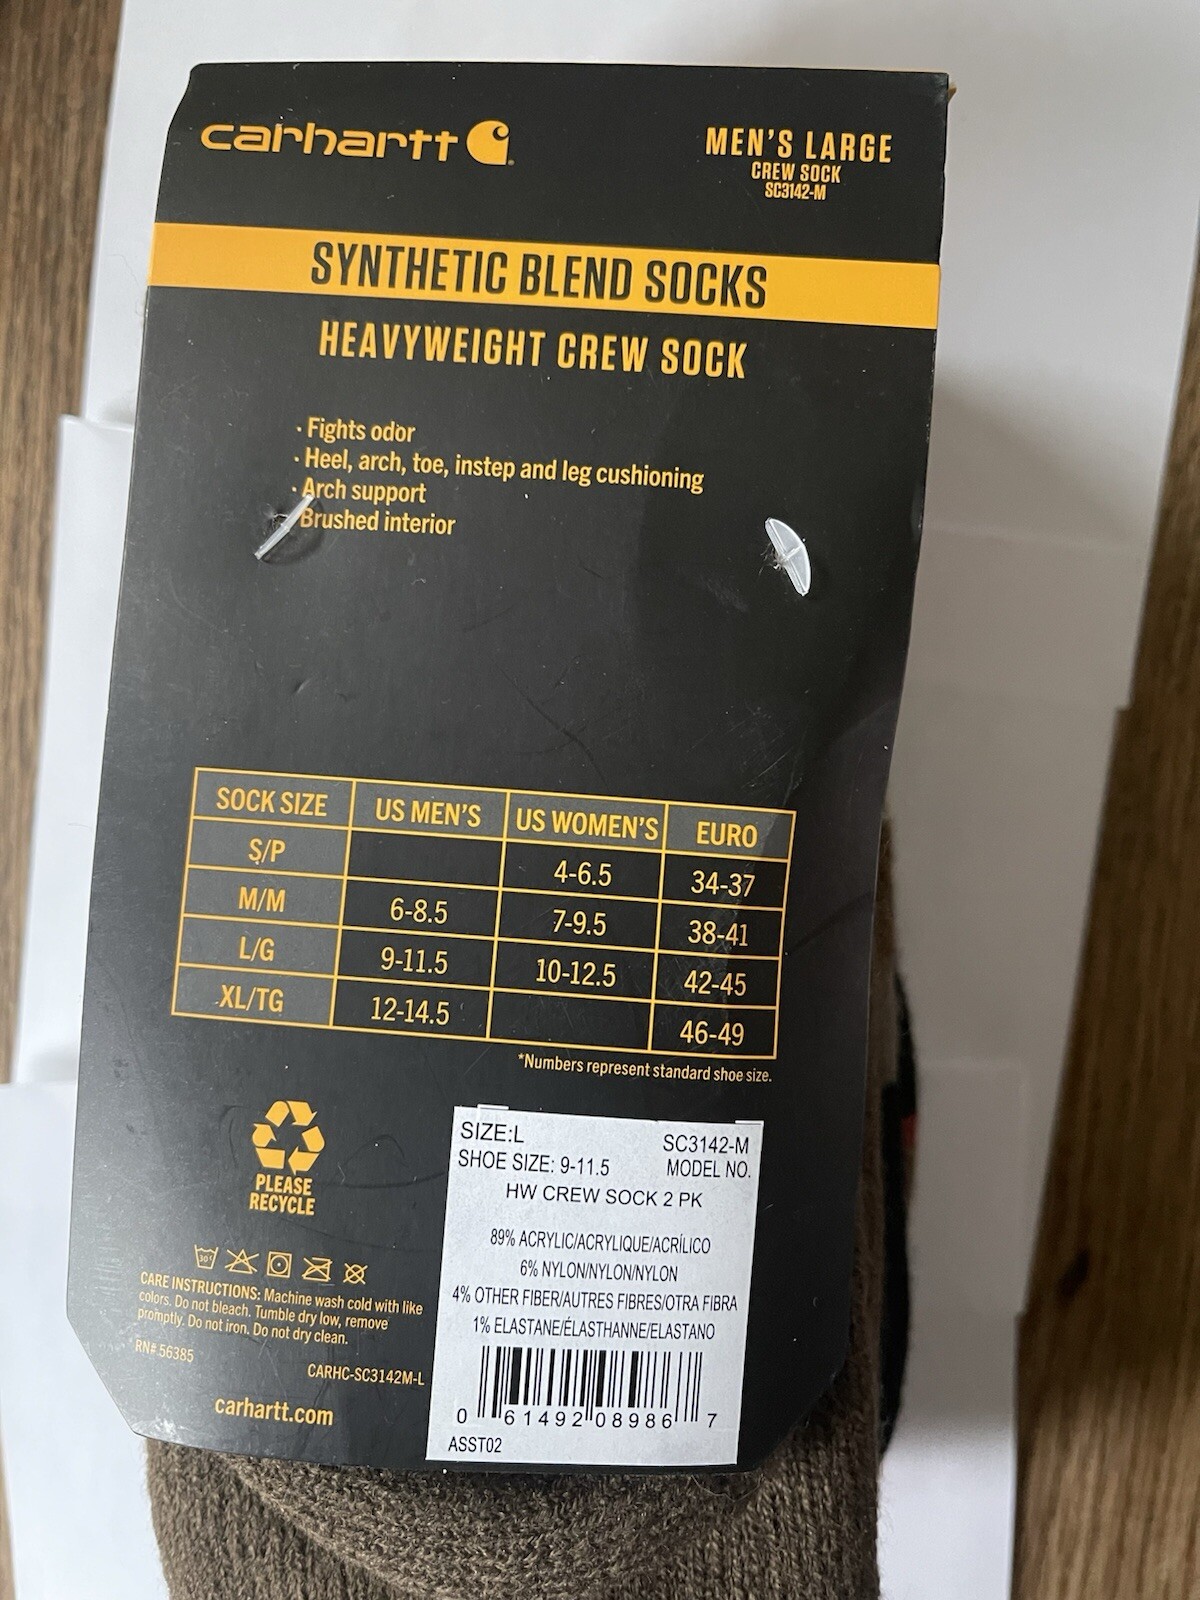 carhartt
MEN'S LARGE
CREW SOCK
SC3142-M
SYNTHETIC BLEND SOCKS
HEAVYWEIGHT CREW SOCK
· Fights odor
· Heel, arch, toe, instep and leg cushioning
· Arch support
Brushed interior
SOCK SIZE US MEN'S US WOMEN'S EURO
S/P 4-6.5 34-37
M/M 6-8.5 7-9.5 38-41
L/G 9-11.5 10-12.5 42-45
XL/TG 12-14.5 46-49
*Numbers represent standard shoe size.
PLEASE
RECYCLE
30°
CARE INSTRUCTIONS: Machine wash cold with like
colors. Do not bleach. Tumble dry low, remove
promptly. Do not iron. Do not dry clean.
RN# 56385
CARHC-SC3142M-L
carhartt.com
SIZE:L SC3142-M
SHOE SIZE: 9-11.5 MODEL NO.
HW CREW SOCK 2 PK
89% ACRYLIC/ACRYLIQUE/ACRÍLICO
6% NYLON/NYLON/NYLON
4% OTHER FIBER/AUTRES FIBRES/OTRA FIBRA
1% ELASTANE/ÉLASTHANNE/ELASTANO
0 61492 08986 7
ASST02